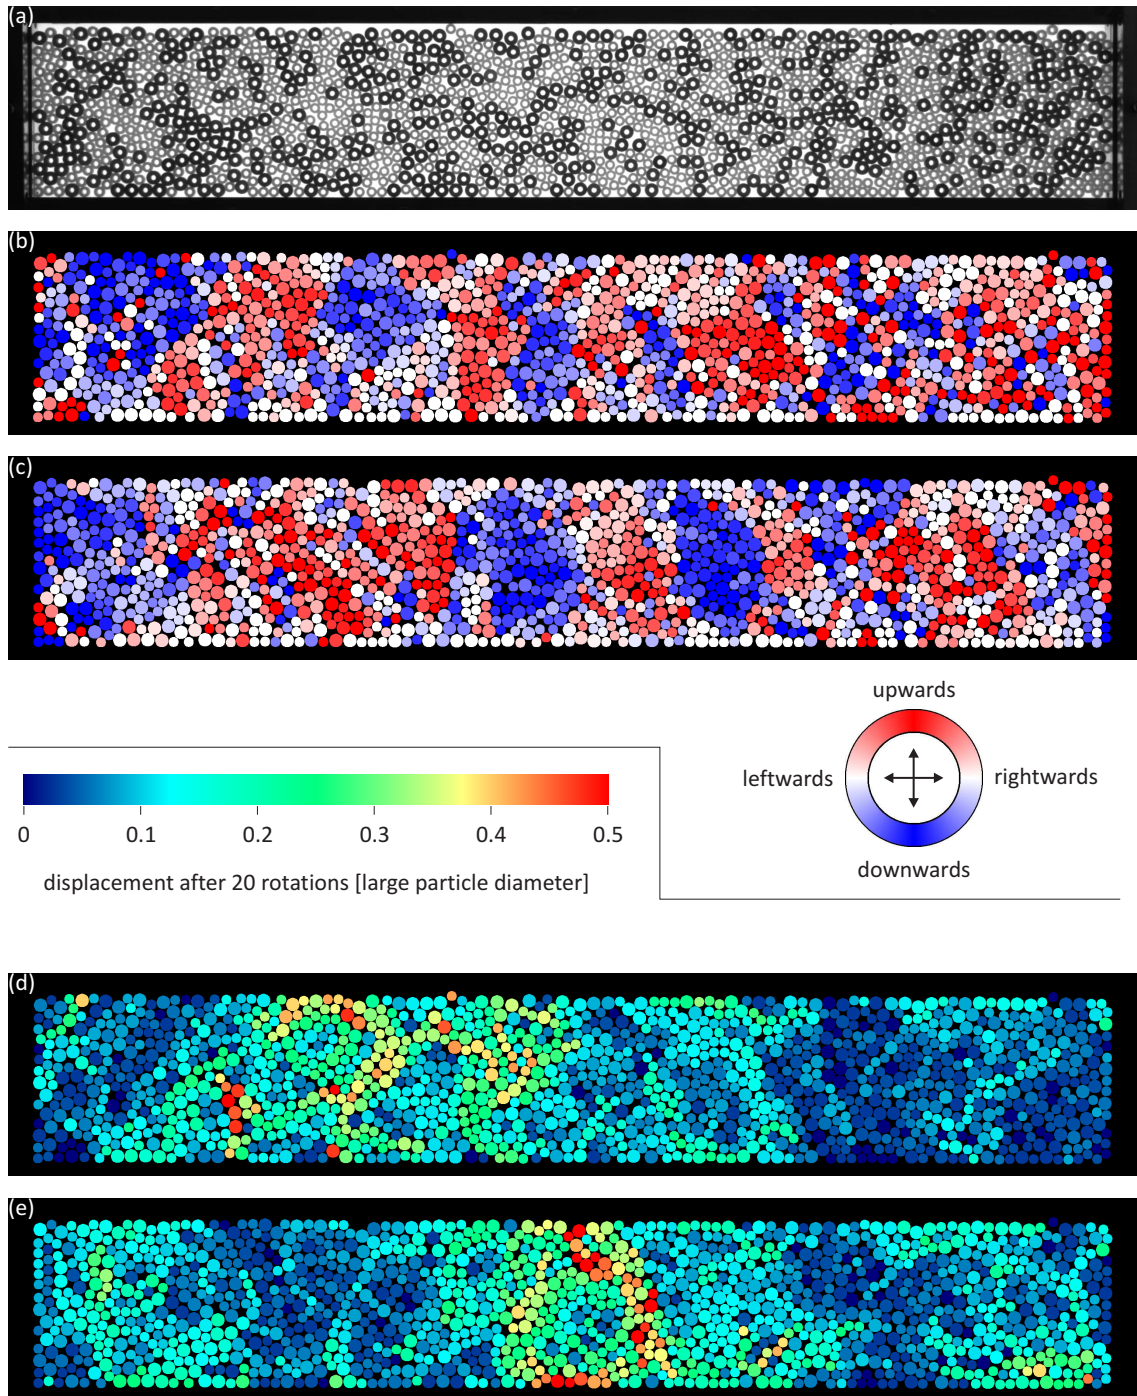 (a)
(b)
(c)
upwards
leftwards
rightwards
downwards
0 0.1 0.2 0.3 0.4 0.5
displacement after 20 rotations [large particle diameter]
(d)
(e)